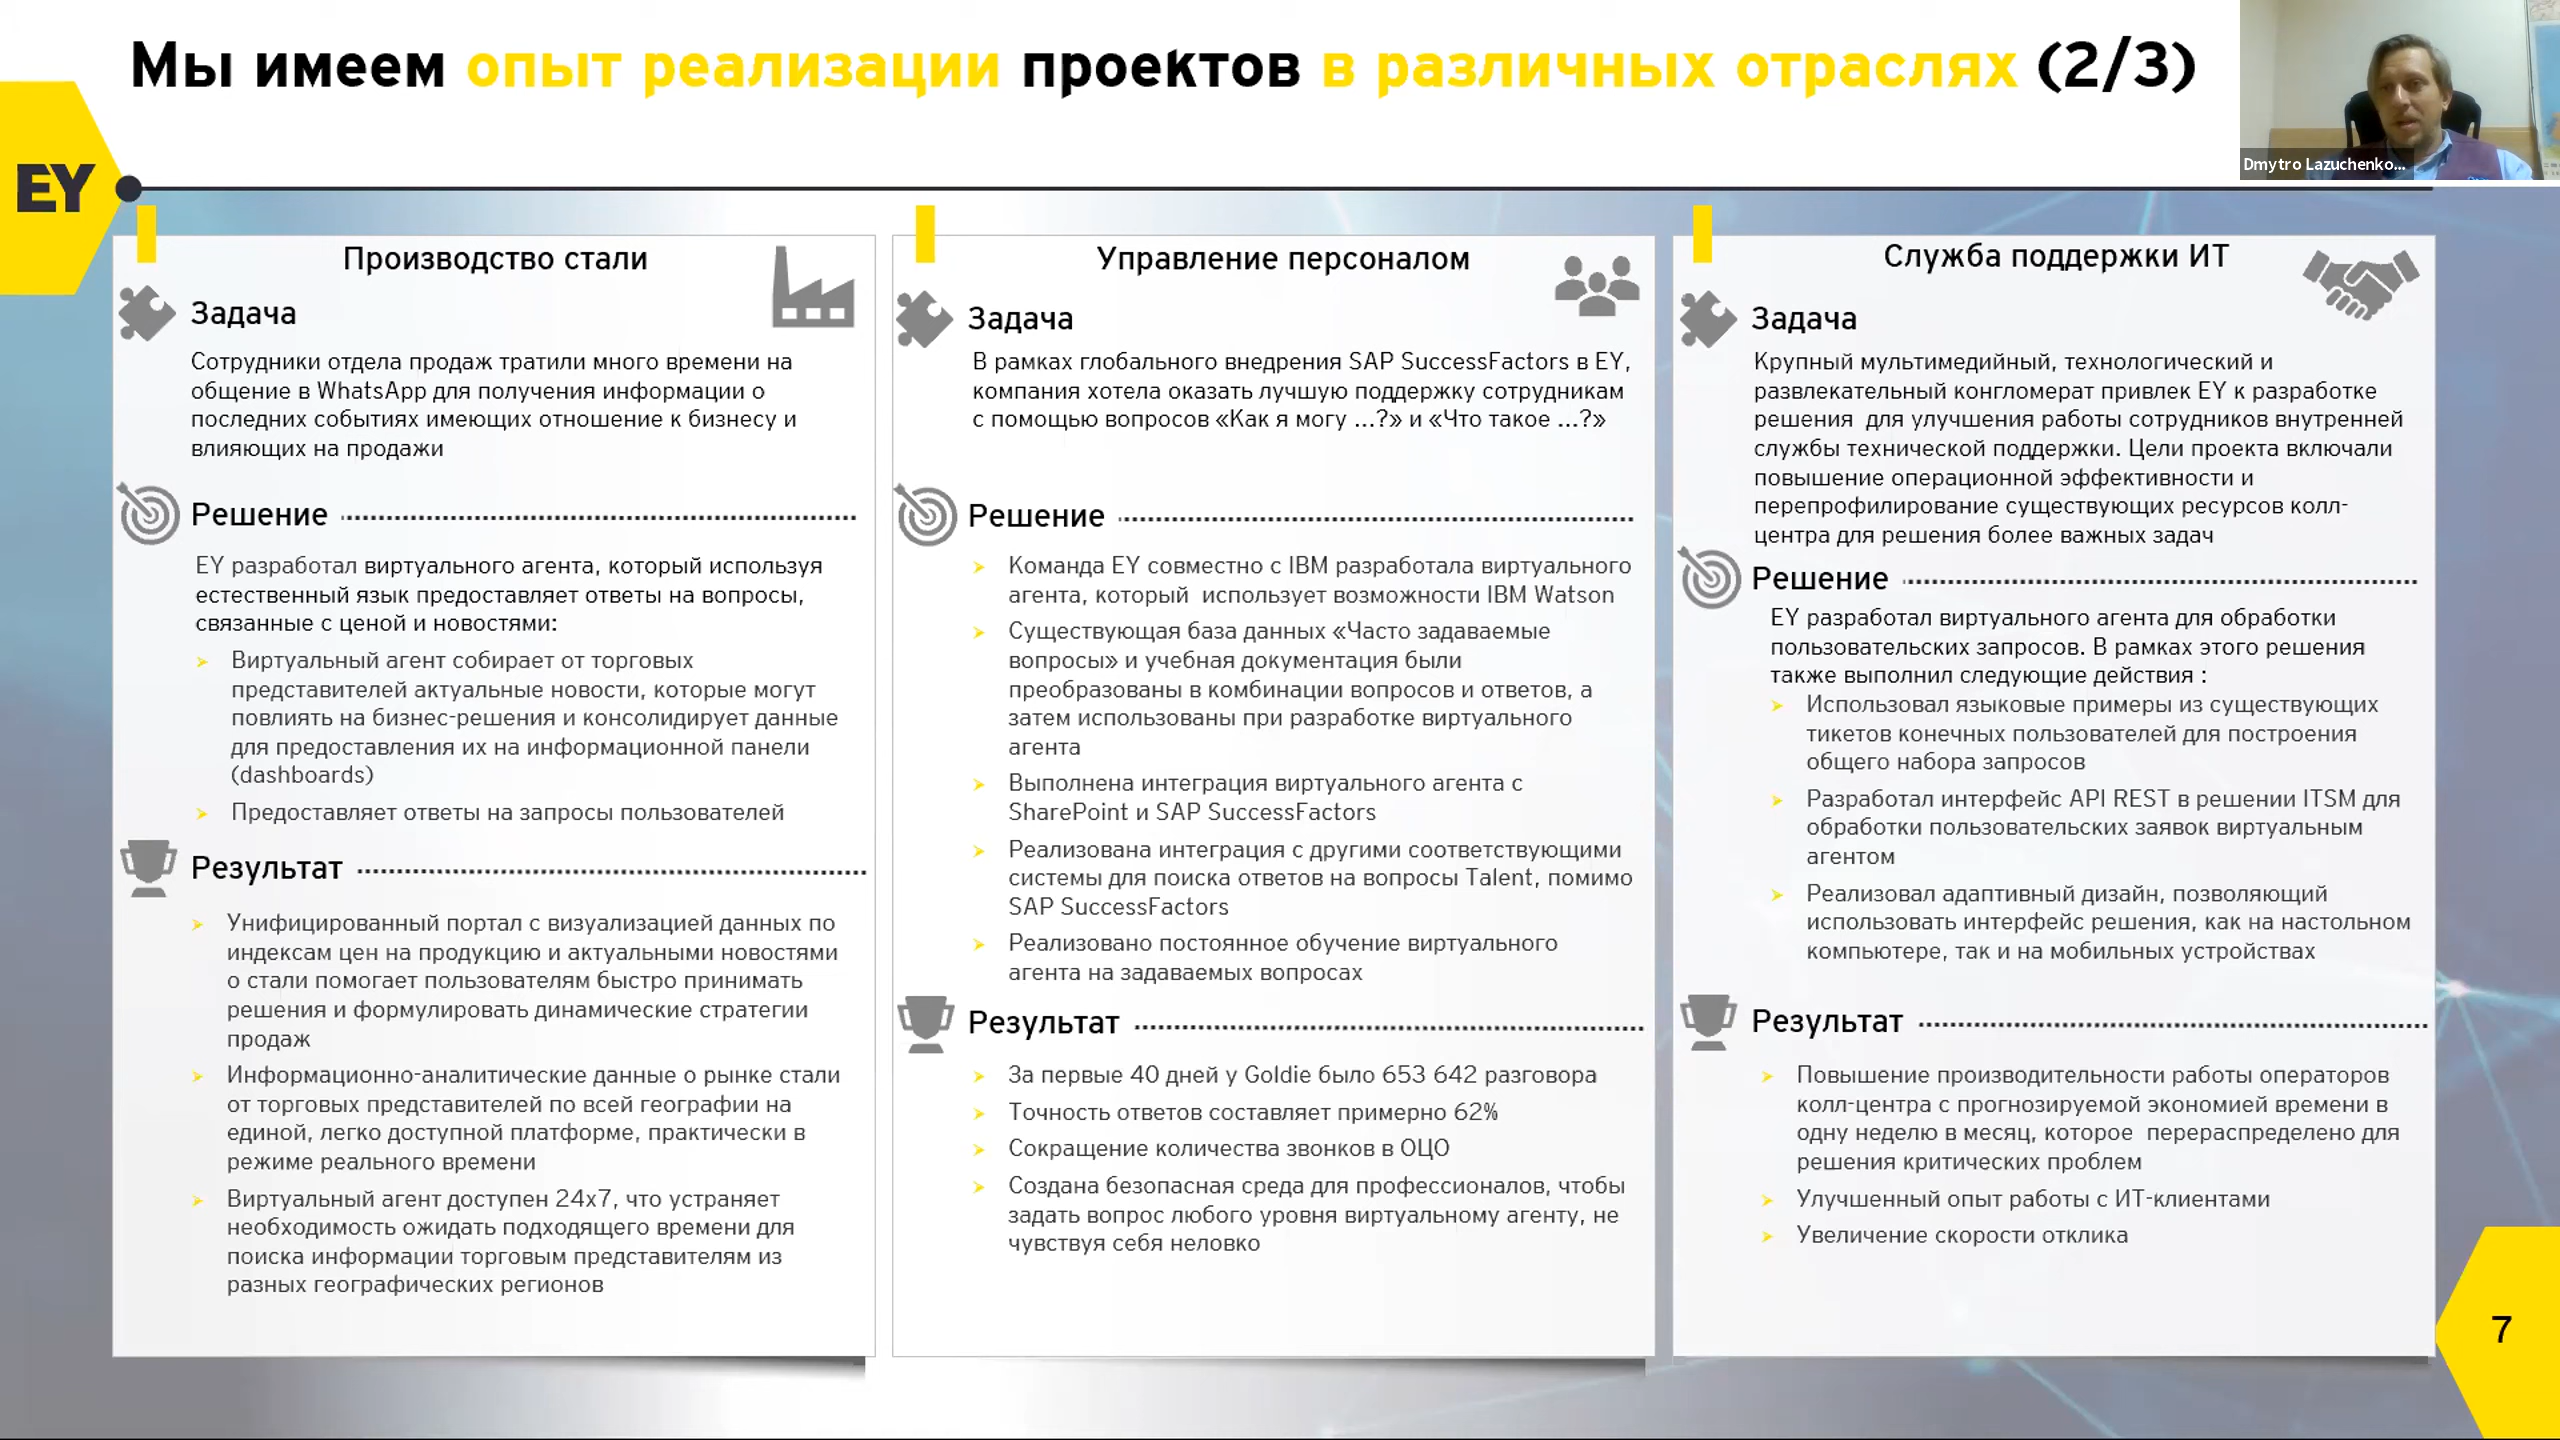 Мы имеем опыт реализации проектов в различных отраслях (2/3)
Dmytro Lazuchenko...
EY
Производство стали
Задача
Сотрудники отдела продаж тратили много времени на
общение в WhatsApp для получения информации о
последних событиях имеющих отношение к бизнесу и
влияющих на продажи
Решение
EY разработал виртуального агента, который используя
естественный язык предоставляет ответы на вопросы,
связанные с ценой и новостями:
Виртуальный агент собирает от торговых
представителей актуальные новости, которые могут
повлиять на бизнес-решения и консолидирует данные
для предоставления их на информационной панели
(dashboards)
Предоставляет ответы на запросы пользователей
Результат
Унифицированный портал с визуализацией данных по
индексам цен на продукцию и актуальными новостями
о стали помогает пользователям быстро принимать
решения и формулировать динамические стратегии
продаж
Информационно-аналитические данные о рынке стали
от торговых представителей по всей географии на
единой, легко доступной платформе, практически в
режиме реального времени
Виртуальный агент доступен 24x7, что устраняет
необходимость ожидать подходящего времени для
поиска информации торговым представителям из
разных географических регионов
Управление персоналом
Задача
В рамках глобального внедрения SAP SuccessFactors в EY,
компания хотела оказать лучшую поддержку сотрудникам
с помощью вопросов «Как я могу ...?» и «Что такое ...?»
Решение
Команда EY совместно с IBM разработала виртуального
агента, который  использует возможности IBM Watson
Существующая база данных «Часто задаваемые
вопросы» и учебная документация были
преобразованы в комбинации вопросов и ответов, а
затем использованы при разработке виртуального
агента
Выполнена интеграция виртуального агента с
SharePoint и SAP SuccessFactors
Реализована интеграция с другими соответствующими
системы для поиска ответов на вопросы Talent, помимо
SAP SuccessFactors
Реализовано постоянное обучение виртуального
агента на задаваемых вопросах
Результат
За первые 40 дней у Goldie было 653 642 разговора
Точность ответов составляет примерно 62%
Сокращение количества звонков в ОЦО
Создана безопасная среда для профессионалов, чтобы
задать вопрос любого уровня виртуальному агенту, не
чувствуя себя неловко
Служба поддержки ИТ
Задача
Крупный мультимедийный, технологический и
развлекательный конгломерат привлек EY к разработке
решения  для улучшения работы сотрудников внутренней
службы технической поддержки. Цели проекта включали
повышение операционной эффективности и
перепрофилирование существующих ресурсов колл-
центра для решения более важных задач
Решение
EY разработал виртуального агента для обработки
пользовательских запросов. В рамках этого решения
также выполнил следующие действия :
Использовал языковые примеры из существующих
тикетов конечных пользователей для построения
общего набора запросов
Разработал интерфейс API REST в решении ITSM для
обработки пользовательских заявок виртуальным
агентом
Реализовал адаптивный дизайн, позволяющий
использовать интерфейс решения, как на настольном
компьютере, так и на мобильных устройствах
Результат
Повышение производительности работы операторов
колл-центра с прогнозируемой экономией времени в
одну неделю в месяц, которое  перераспределено для
решения критических проблем
Улучшенный опыт работы с ИТ-клиентами
Увеличение скорости отклика
7